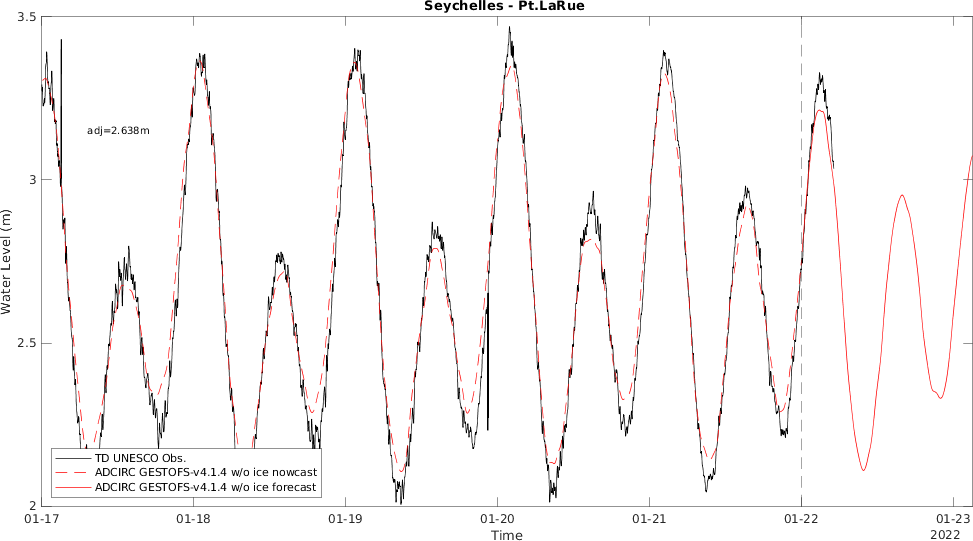 Seychelles - Pt.LaRue
3.5
adj=2.638m
3
Water Level (m)
2.5
TD UNESCO Obs.
ADCIRC GESTOFS-v4.1.4 w/o ice nowcast
ADCIRC GESTOFS-v4.1.4 w/o ice forecast
2
01-17 01-18 01-19 01-20 01-21 01-22 01-23
Time 2022